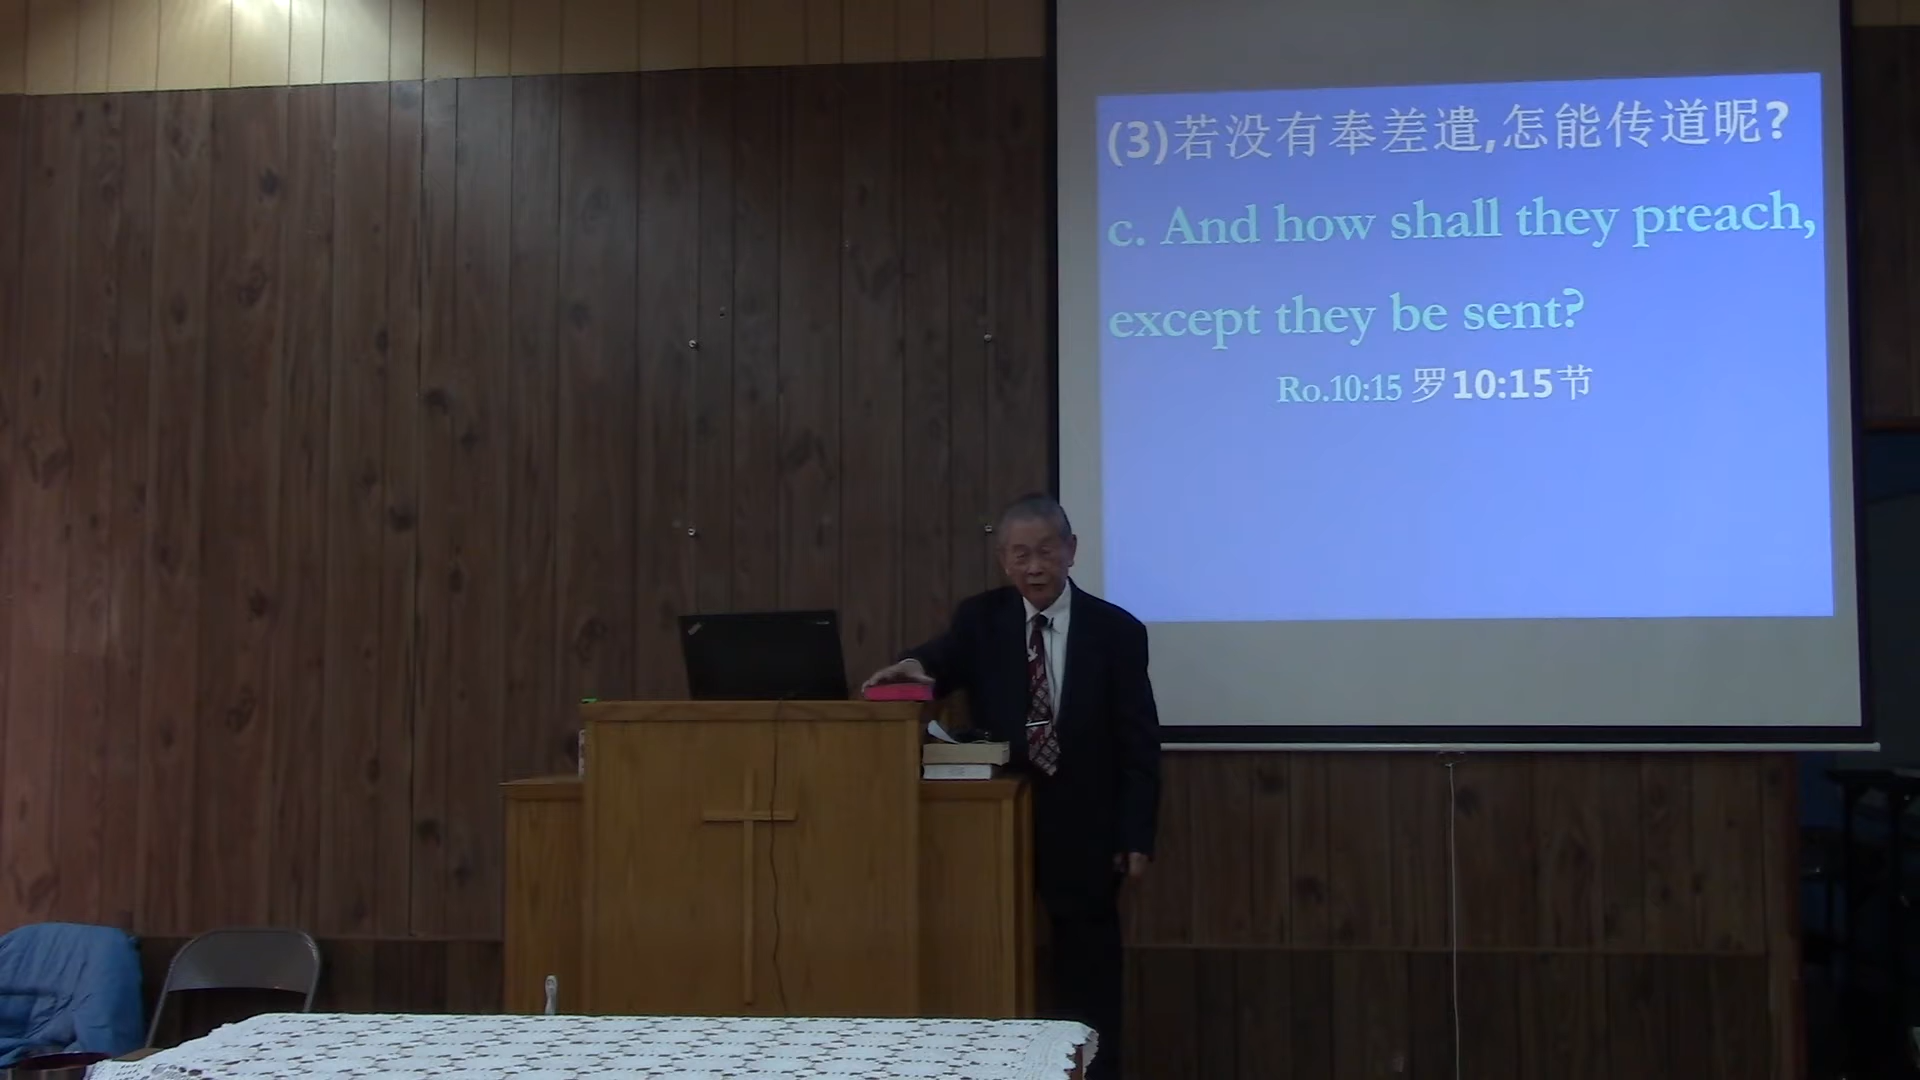 (3)若没有奉差遣,怎能传道呢?
c. And how shall they preach,
except they be sent?
Ro.10:15 罗10:15节